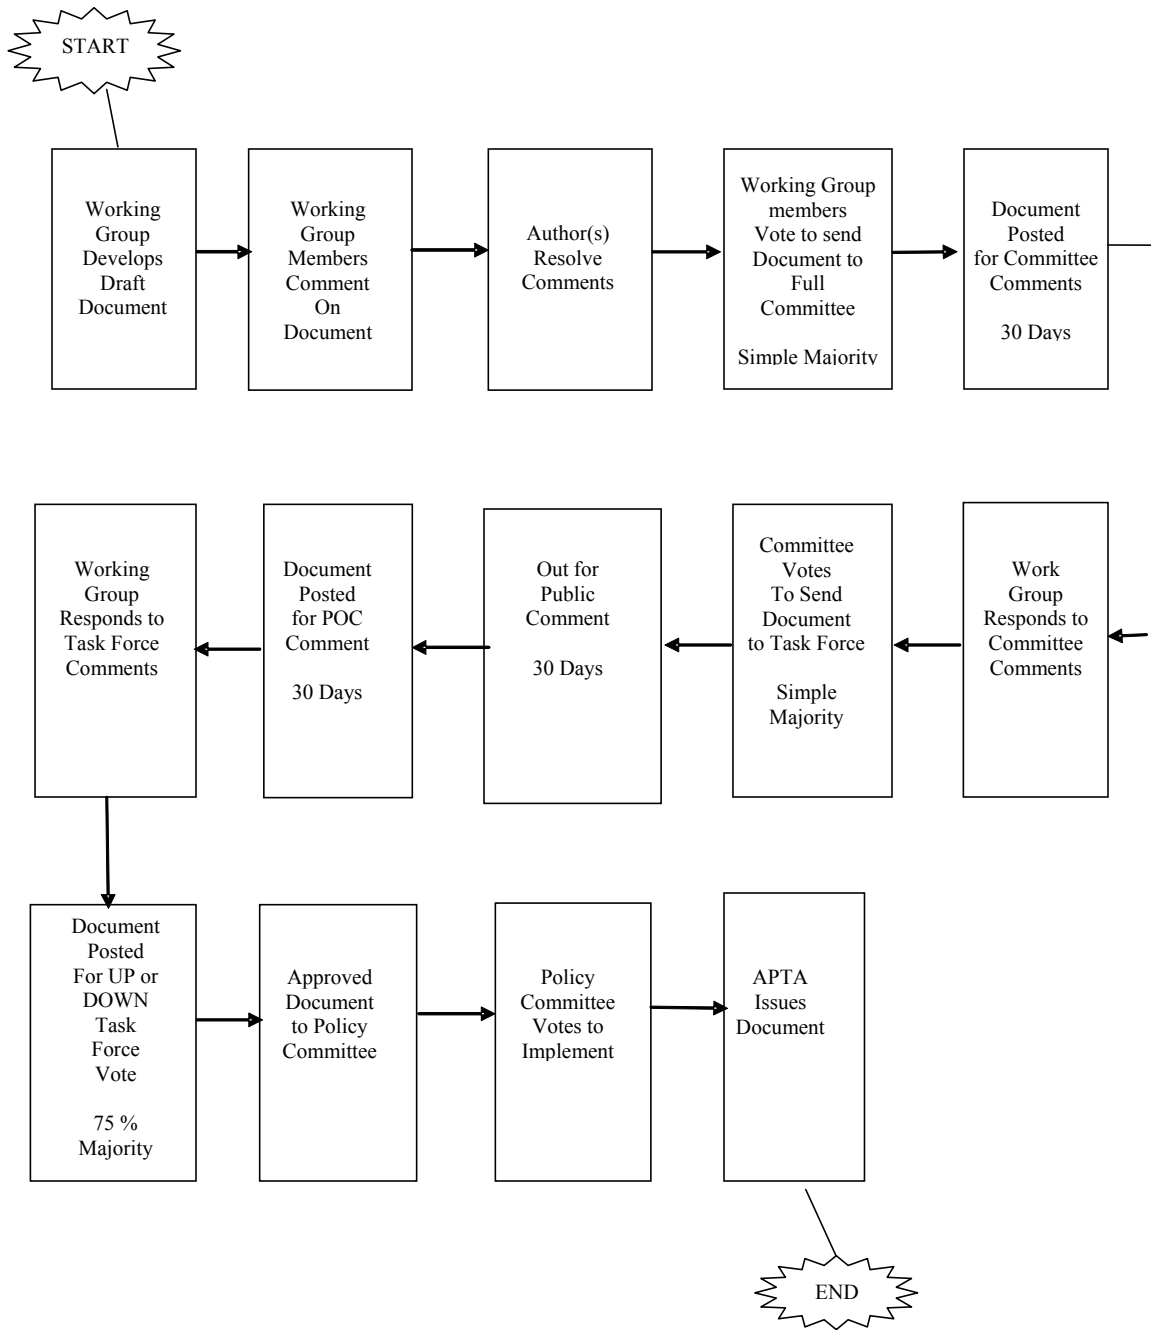 START
Working
Group
Develops
Draft
Document
Working
Group
Members
Comment
On
Document
Author(s)
Resolve
Comments
Working Group
members
Vote to send
Document to
Full
Committee
Simple Majority
Document
Posted
for Committee
Comments
30 Days
Work
Group
Responds to
Committee
Comments
Committee
Votes
To Send
Document
to Task Force
Simple
Majority
Out for
Public
Comment
30 Days
Document
Posted
for POC
Comment
30 Days
Working
Group
Responds to
Task Force
Comments
Document
Posted
For UP or
DOWN
Task
Force
Vote
75 %
Majority
Approved
Document
to Policy
Committee
Policy
Committee
Votes to
Implement
APTA
Issues
Document
END